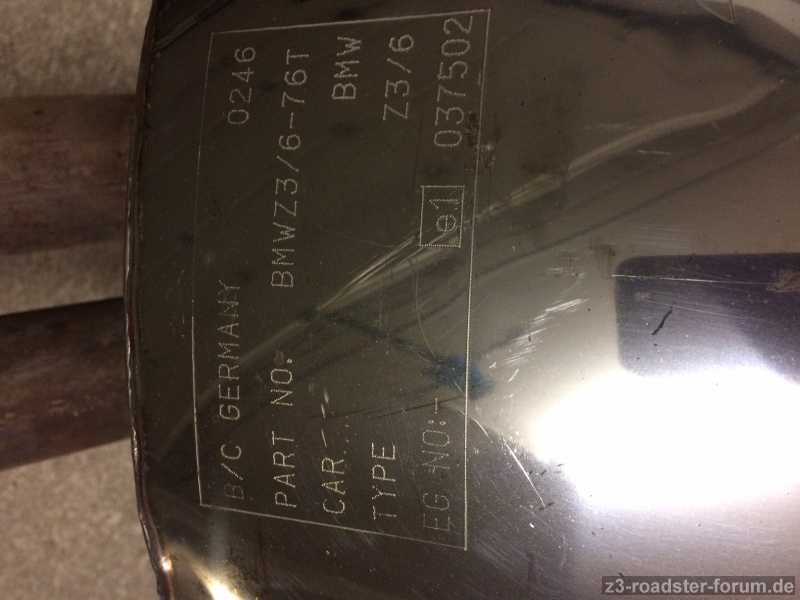 B/C GERMANY 0246
PART NO: BMWZ3/6-76T
CAR BMW
TYPE Z3/6
EG NO:- e1 037502
z3-roadster-forum.de